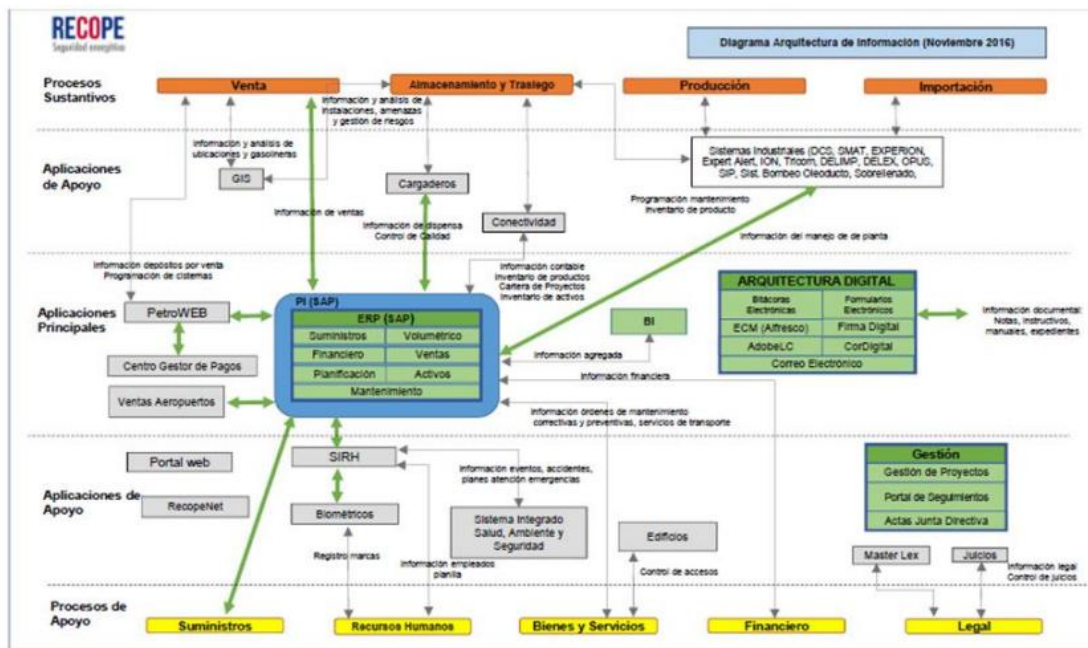 RECOPE
Seguridad energética
Diagrama Arquitectura de Información (Noviembre 2016)
Procesos
Sustantivos
Venta
Almacenamiento y Trasiego
Producción
Importación
Información y análisis de
instalaciones, amenazas
y gestión de riesgos
Información y análisis de
ubicaciones y gasolineras
Aplicaciones
de Apoyo
GIS
Cargaderos
Conectividad
Sistemas Industriales (DCS, SMAT, EXPERION,
Expert Alert, ION, Tricom, DELIMP, DELEX, OPUS,
SIP, Sist. Bombeo Oleoducto, Sobrellenado,
Información de ventas
Información de dispensa
Control de Calidad
Programación mantenimiento
Inventario de producto
Información del manejo de de planta
Información depósitos por venta
Programación de cisternas
Información contable
Inventario de productos
Cartera de Proyectos
Inventario de activos
Aplicaciones
Principales
PetroWEB
Centro Gestor de Pagos
Ventas Aeropuertos
PI (SAP)
ERP (SAP)
Suministros
Volumétrico
Financiero
Ventas
Planificación
Activos
Mantenimiento
BI
Información agregada
Información financiera
ARQUITECTURA DIGITAL
Bitácoras
Electrónicas
Formularios
Electrónicos
ECM (Alfresco)
Firma Digital
AdobeLC
CorDigital
Correo Electrónico
Información documental:
Notas, instructivos,
manuales, expedientes
Información órdenes de mantenimiento
correctivas y preventivas, servicios de transporte
Aplicaciones de
Apoyo
Portal web
RecopeNet
SIRH
Biométricos
Información eventos, accidentes,
planes atención emergencias
Sistema Integrado
Salud, Ambiente y
Seguridad
Edificios
Gestión
Gestión de Proyectos
Portal de Seguimientos
Actas Junta Directiva
Master Lex
Juicios
Registro marcas
Información empleados
planilla
Control de accesos
Información legal
Control de juicios
Procesos de
Apoyo
Suministros
Recursos Humanos
Bienes y Servicios
Financiero
Legal